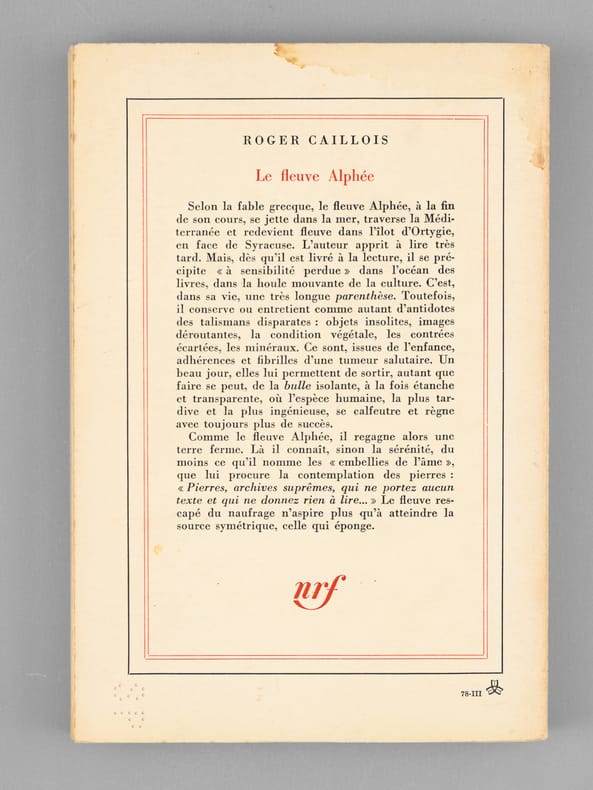 ROGER CAILLOIS
Le fleuve Alphée
Selon la fable grecque, le fleuve Alphée, à la fin
de son cours, se jette dans la mer, traverse la Médi-
terranée et redevient fleuve dans l'îlot d'Ortygie,
en face de Syracuse. L'auteur apprit à lire très
tard. Mais, dès qu'il est livré à la lecture, il se pré-
cipite « à sensibilité perdue » dans l'océan des
livres, dans la houle mouvante de la culture. C'est,
dans sa vie, une très longue parenthèse. Toutefois,
il conserve ou entretient comme autant d'antidotes
des talismans disparates : objets insolites, images
déroutantes, la condition végétale, les contrées
écartées, les minéraux. Ce sont, issues de l'enfance,
adhérences et fibrilles d'une tumeur salutaire. Un
beau jour, elles lui permettent de sortir, autant que
faire se peut, de la bulle isolante, à la fois étanche
et transparente, où l'espèce humaine, la plus tar-
dive et la plus ingénieuse, se calfeutre et règne
avec toujours plus de succès.
Comme le fleuve Alphée, il regagne alors une
terre ferme. Là il connaît, sinon la sérénité, du
moins ce qu'il nomme les « embellies de l'âme »,
que lui procure la contemplation des pierres :
« Pierres, archives suprêmes, qui ne portez aucun
texte et qui ne donnez rien à lire... » Le fleuve res-
capé du naufrage n'aspire plus qu'à atteindre la
source symétrique, celle qui éponge.
nrf
78-III